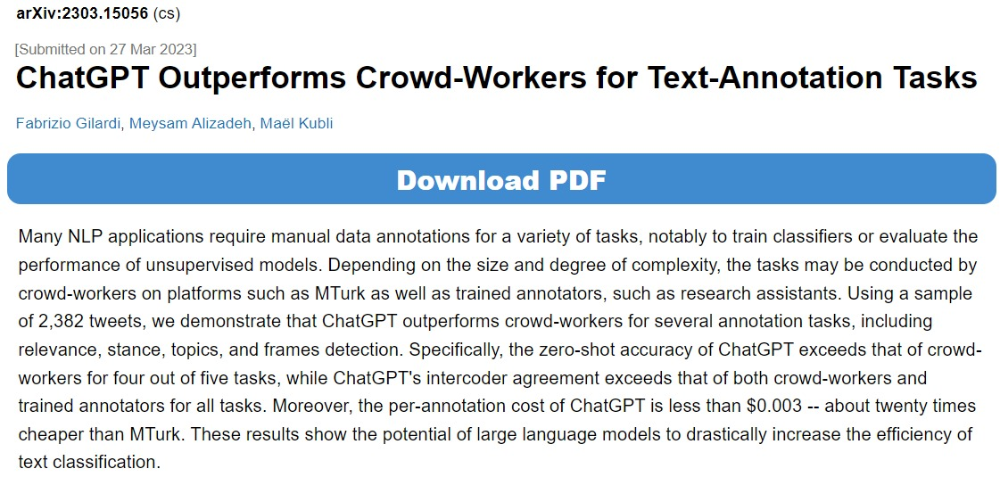 arXiv:2303.15056 (cs)
[Submitted on 27 Mar 2023]
ChatGPT Outperforms Crowd-Workers for Text-Annotation Tasks
Fabrizio Gilardi, Meysam Alizadeh, Maël Kubli
Download PDF
Many NLP applications require manual data annotations for a variety of tasks, notably to train classifiers or evaluate the
performance of unsupervised models. Depending on the size and degree of complexity, the tasks may be conducted by
crowd-workers on platforms such as MTurk as well as trained annotators, such as research assistants. Using a sample
of 2,382 tweets, we demonstrate that ChatGPT outperforms crowd-workers for several annotation tasks, including
relevance, stance, topics, and frames detection. Specifically, the zero-shot accuracy of ChatGPT exceeds that of crowd-
workers for four out of five tasks, while ChatGPT's intercoder agreement exceeds that of both crowd-workers and
trained annotators for all tasks. Moreover, the per-annotation cost of ChatGPT is less than $0.003 -- about twenty times
cheaper than MTurk. These results show the potential of large language models to drastically increase the efficiency of
text classification.